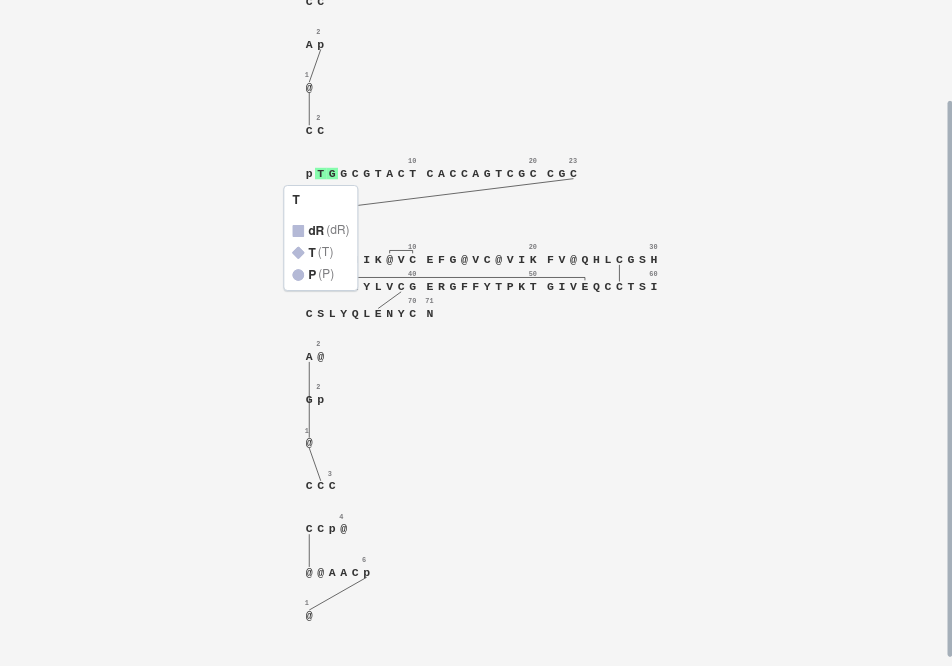 C C
2
A p
1
@
2
C C
10 20 23
p T G G C G T A C T C A C C A G T C G C C G C
T
dR (dR)
T (T)
P (P)
10 20 30
I K @ V C E F G @ V C @ V I K F V @ Q H L C G S H
40 50 60
Y L V C G E R G F F Y T P K T G I V E Q C C T S I
70 71
C S L Y Q L E N Y C N
2
A @
2
G p
1
@
3
C C C
4
C C p @
6
@ @ A A C p
1
@